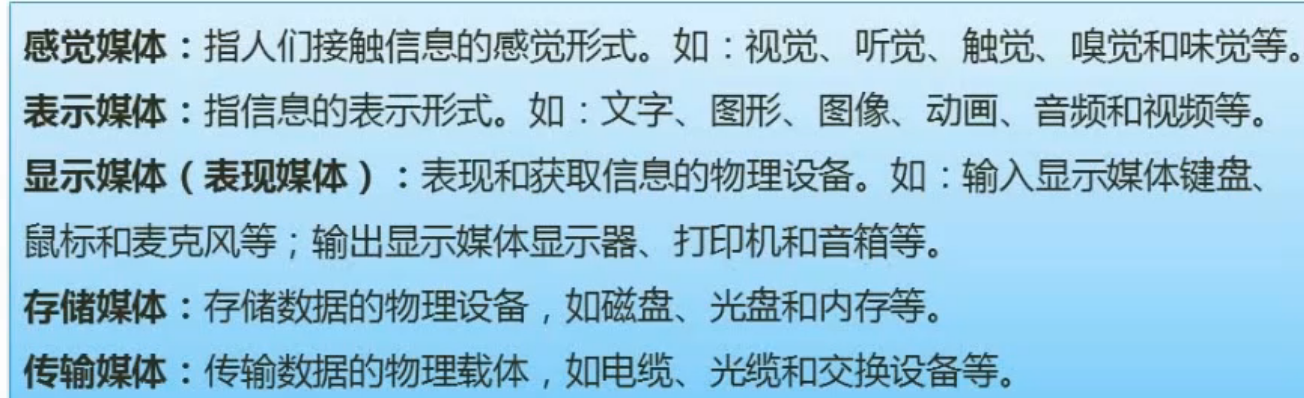 感觉媒体：指人们接触信息的感觉形式。如：视觉、听觉、触觉、嗅觉和味觉等。
表示媒体：指信息的表示形式。如：文字、图形、图像、动画、音频和视频等。
显示媒体（表现媒体）：表现和获取信息的物理设备。如：输入显示媒体键盘、
鼠标和麦克风等；输出显示媒体显示器、打印机和音箱等。
存储媒体：存储数据的物理设备，如磁盘、光盘和内存等。
传输媒体：传输数据的物理载体，如电缆、光缆和交换设备等。